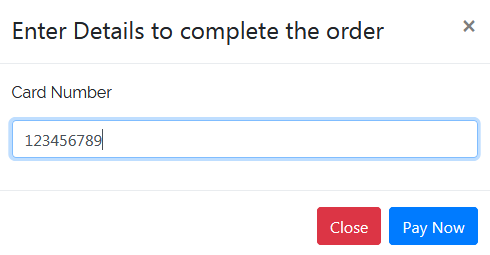 Enter Details to complete the order
×
Card Number
123456789
Close
Pay Now